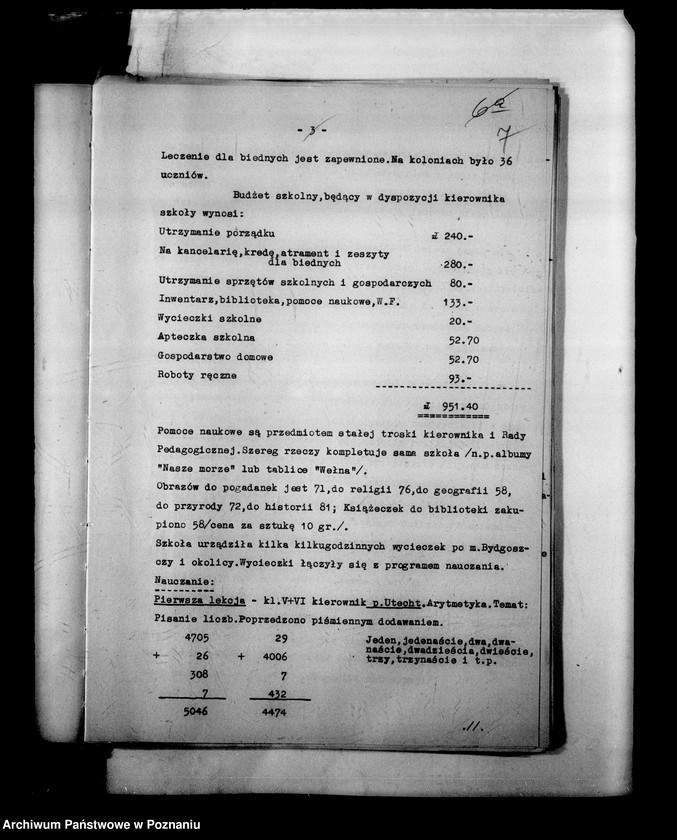 6a
7
- 3 -
Leczenie dla biednych jest zapewnione.Na koloniach było 36
uczniów.
Budżet szkolny,będący w dyspozycji kierownika
szkoły wynosi:
Utrzymanie porządku zł 240.-
Na kancelarię,kredę,atrament i zeszyty
dla biednych 280.-
Utrzymanie sprzętów szkolnych i gospodarczych 80.-
Inwentarz,biblioteka,pomoce naukowe,W.F. 133.-
Wycieczki szkolne 20.-
Apteczka szkolna 52.70
Gospodarstwo domowe 52.70
Roboty ręczne 93.-
zł 951.40
Pomoce naukowe są przedmiotem stałej troski kierownika i Rady
Pedagogicznej.Szereg rzeczy kompletuje sama szkoła /n.p.albumy
"Nasze morze" lub tablice "Wełna"/.
Obrazów do pogadanek jest 71,do religii 76,do geografii 58,
do przyrody 72,do historii 81; Książeczek do biblioteki zaku-
piono 58/cena za sztukę 10 gr./.
Szkoła urządziła kilka kilkugodzinnych wycieczek po m.Bydgosz-
czy i okolicy.Wycieczki łączyły się z programem nauczania.
Nauczanie:
Pierwsza lekcja - kl.V+VI kierownik p.Utecht.Arytmetyka.Temat:
Pisanie liczb.Poprzedzono piśmiennym dodawaniem.
4705 29 Jeden,jedenaście,dwa,dwa-
naście,dwadzieścia,dwieście,
+ 26 + 4006 trzy,trzynaście i t.p.
308 7
7 432
5046 4474
.11.
Archiwum Państwowe w Poznaniu